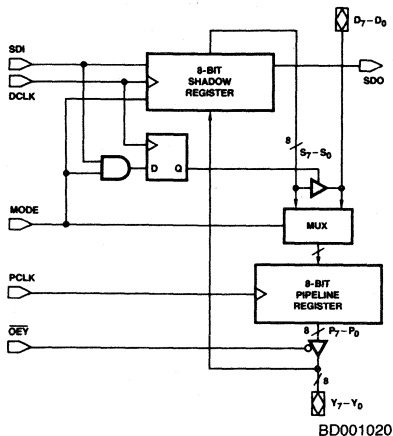 D₇–D₀
SDI
DCLK
8-BIT
SHADOW
REGISTER
SDO
8
S₇–S₀
D Q
MODE
MUX
PCLK
8-BIT
PIPELINE
REGISTER
8 P₇–P₀
O̅E̅Y̅
8
Y₇–Y₀
BD001020